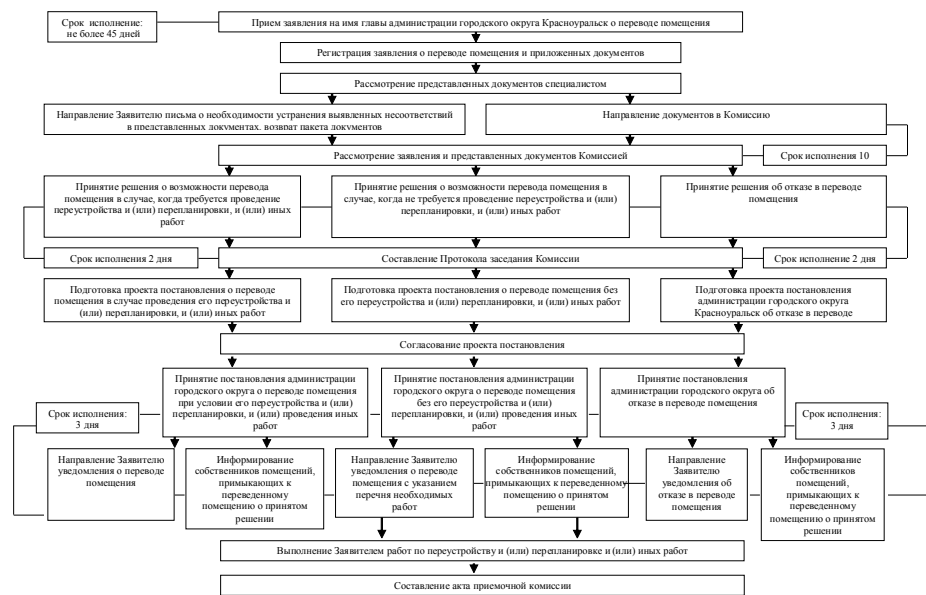 Срок исполнение:
не более 45 дней
Прием заявления на имя главы администрации городского округа Красноуральск о переводе помещения
Регистрация заявления о переводе помещения и приложенных документов
Рассмотрение представленных документов специалистом
Направление Заявителю письма о необходимости устранения выявленных несоответствий
в представленных документах, возврат пакета документов
Направление документов в Комиссию
Рассмотрение заявления и представленных документов Комиссией
Срок исполнения 10
Принятие решения о возможности перевода
помещения в случае, когда требуется проведение
переустройства и (или) перепланировки, и (или) иных
работ
Принятие решения о возможности перевода помещения в
случае, когда не требуется проведение переустройства и
(или) перепланировки, и (или) иных работ
Принятие решения об отказе в переводе
помещения
Срок исполнения 2 дня
Составление Протокола заседания Комиссии
Срок исполнение 2 дня
Подготовка проекта постановления о переводе
помещения в случае проведения его переустройства и
(или) перепланировки, и (или) иных работ
Подготовка проекта постановления о переводе помещения без
его переустройства и (или) перепланировки, и (или) иных работ
Подготовка проекта постановления
администрации городского округа
Красноуральск об отказе в переводе
Согласование проекта постановления
Принятие постановления администрации
городского округа о переводе помещения
при условии его переустройства и (или)
перепланировки, и (или) проведения иных
работ
Принятие постановления администрации
городского округа о переводе помещения
без его переустройства и (или)
перепланировки, и (или) проведения иных
работ
Принятие постановления
администрации городского округа об
отказе в переводе помещения
Срок исполнения:
3 дня
Срок исполнения:
3 дня
Направление Заявителю
уведомления о переводе
помещения
Информирование
собственников помещений,
примыкающих к
переведенному
помещению о принятом
решении
Направление Заявителю
уведомления о переводе
помещения с указанием
перечня необходимых
работ
Информирование
собственников помещений,
примыкающих к переведенному
помещению о принятом
решении
Направление
Заявителю
уведомления об
отказе в переводе
помещения
Информирование
собственников
помещений,
примыкающих к
переведенному
помещению о принятом
решении
Выполнение Заявителем работ по переустройству и (или) перепланировке и (или) иных работ
Составление акта приемочной комиссии